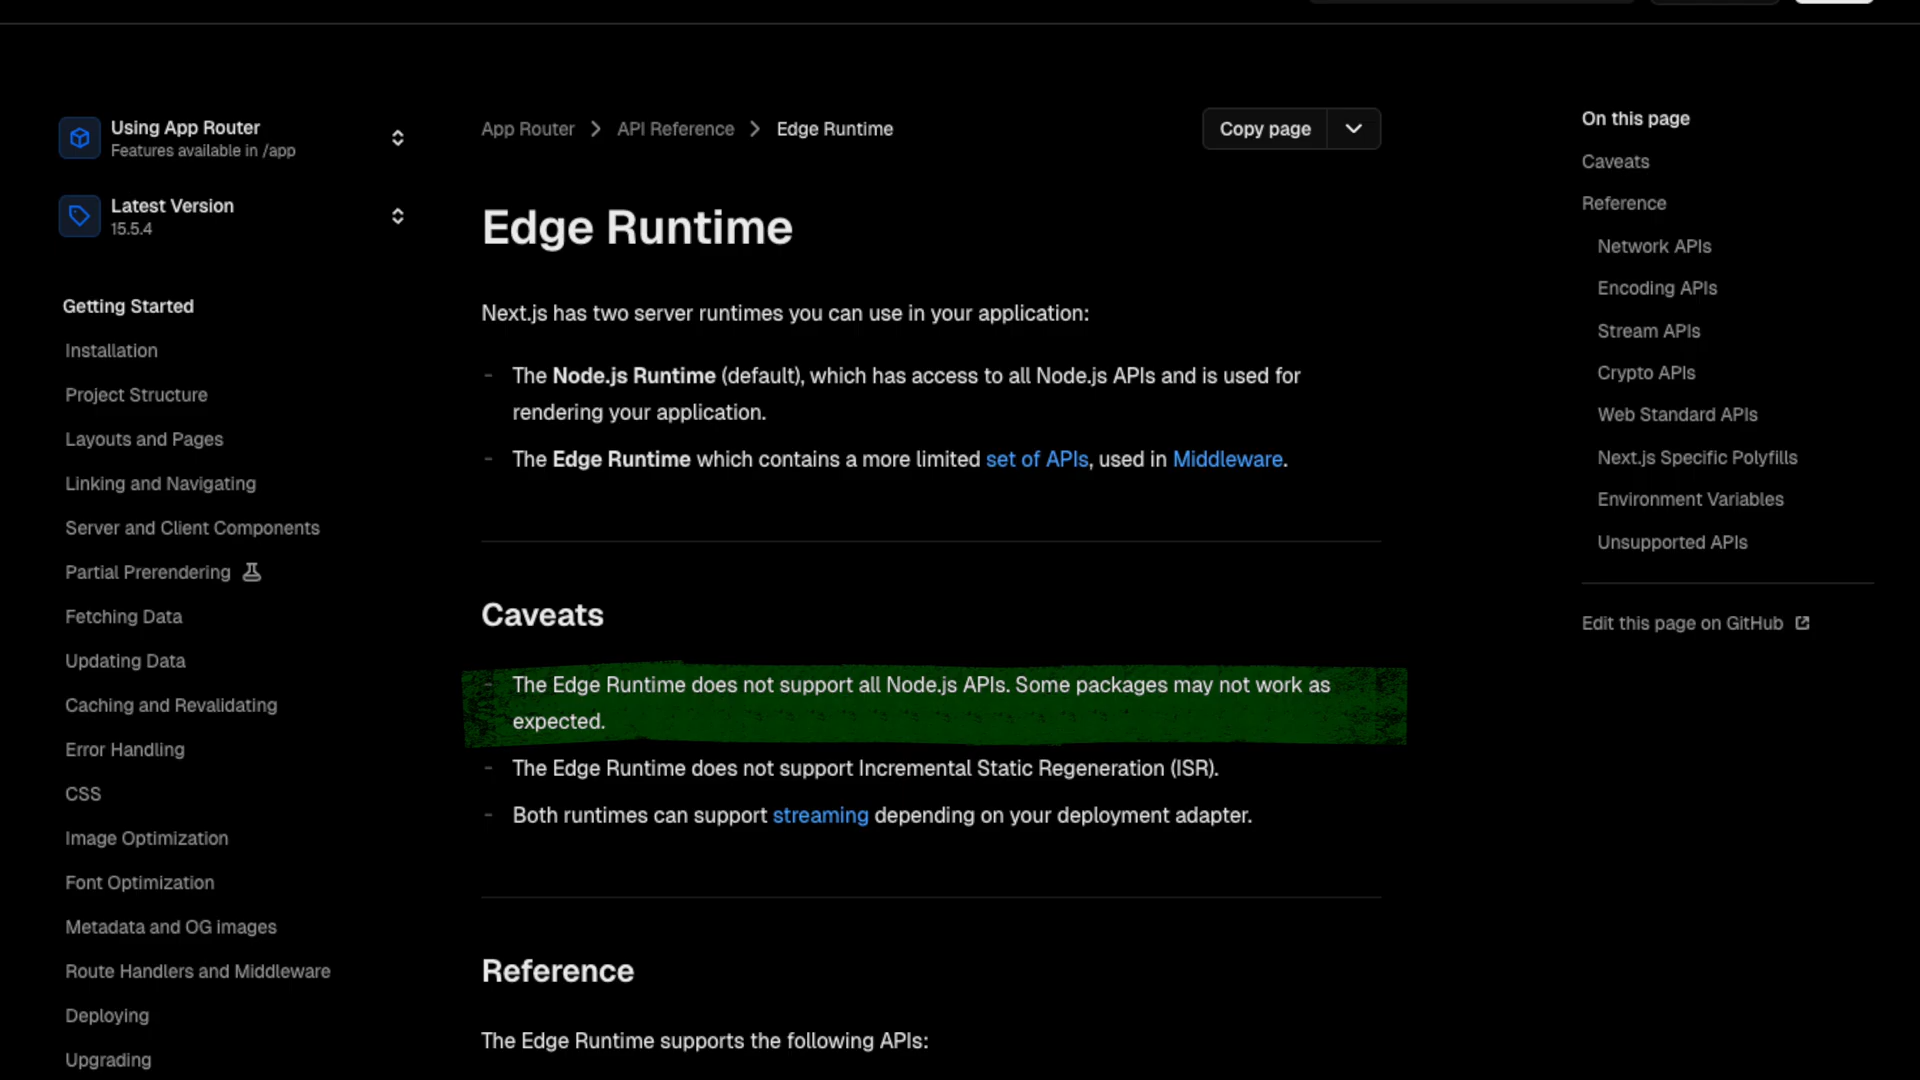 Using App Router
Features available in /app
Latest Version
15.5.4
Getting Started
Installation
Project Structure
Layouts and Pages
Linking and Navigating
Server and Client Components
Partial Prerendering
Fetching Data
Updating Data
Caching and Revalidating
Error Handling
CSS
Image Optimization
Font Optimization
Metadata and OG images
Route Handlers and Middleware
Deploying
Upgrading
App Router > API Reference > Edge Runtime
Copy page
Edge Runtime
Next.js has two server runtimes you can use in your application:
- The Node.js Runtime (default), which has access to all Node.js APIs and is used for
rendering your application.
- The Edge Runtime which contains a more limited set of APIs, used in Middleware.
Caveats
- The Edge Runtime does not support all Node.js APIs. Some packages may not work as
expected.
- The Edge Runtime does not support Incremental Static Regeneration (ISR).
- Both runtimes can support streaming depending on your deployment adapter.
Reference
The Edge Runtime supports the following APIs:
On this page
Caveats
Reference
Network APIs
Encoding APIs
Stream APIs
Crypto APIs
Web Standard APIs
Next.js Specific Polyfills
Environment Variables
Unsupported APIs
Edit this page on GitHub